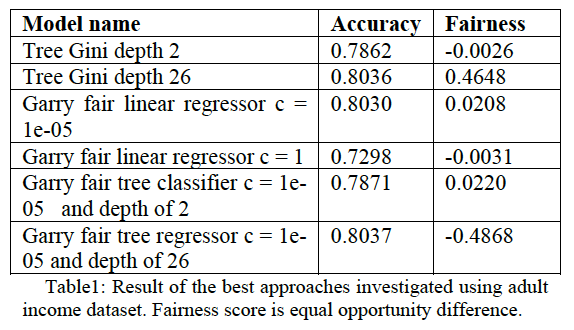 Model name Accuracy Fairness
Tree Gini depth 2 0.7862 -0.0026
Tree Gini depth 26 0.8036 0.4648
Garry fair linear regressor c = 0.8030 0.0208
1e-05
Garry fair linear regressor c = 1 0.7298 -0.0031
Garry fair tree classifier c = 1e- 0.7871 0.0220
05 and depth of 2
Garry fair tree regressor c = 1e- 0.8037 -0.4868
05 and depth of 26
Table1: Result of the best approaches investigated using adult
income dataset. Fairness score is equal opportunity difference.